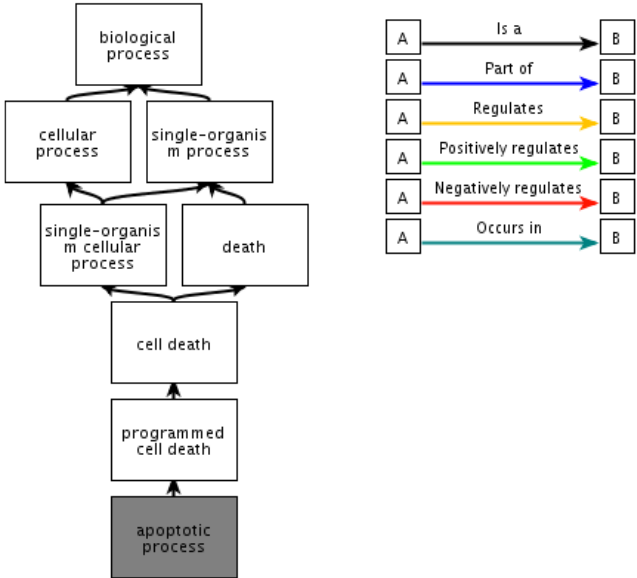 biological
process
cellular
process
single-organis
m process
single-organis
m cellular
process
death
cell death
programmed
cell death
apoptotic
process
A
Is a
B
A
Part of
B
A
Regulates
B
A
Positively regulates
B
A
Negatively regulates
B
A
Occurs in
B